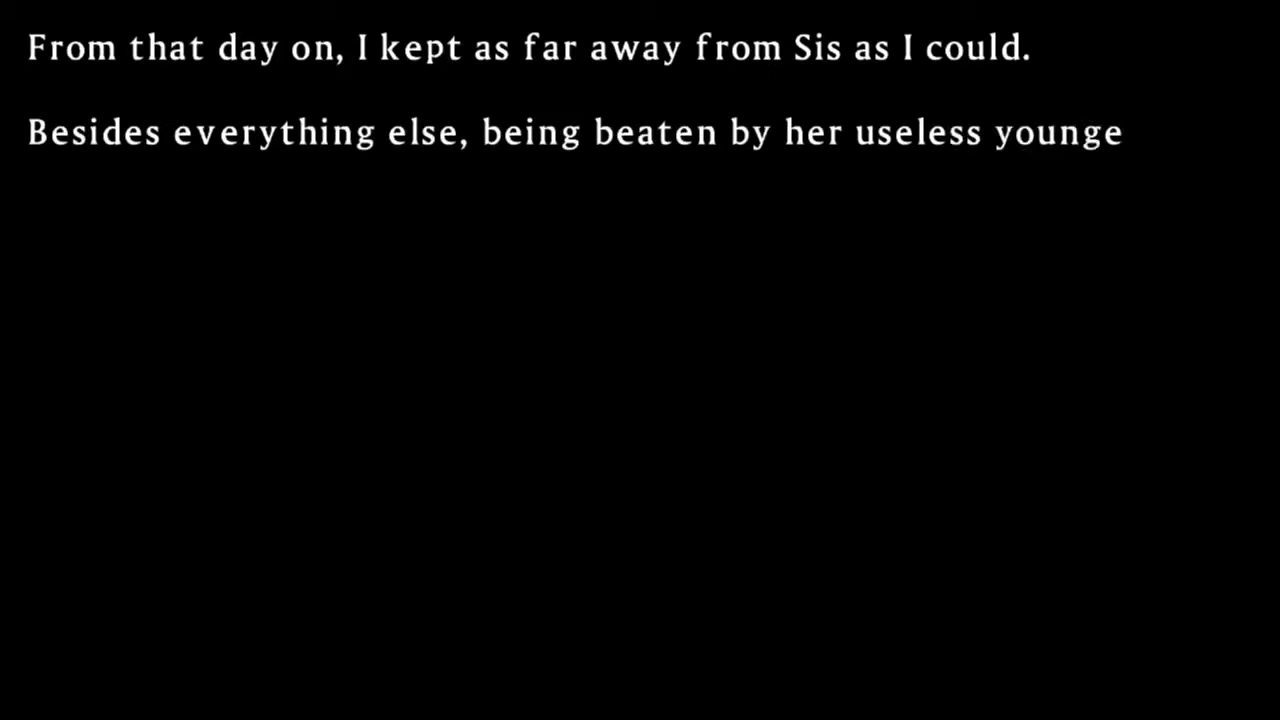 From that day on, I kept as far away from Sis as I could.
Besides everything else, being beaten by her useless younge